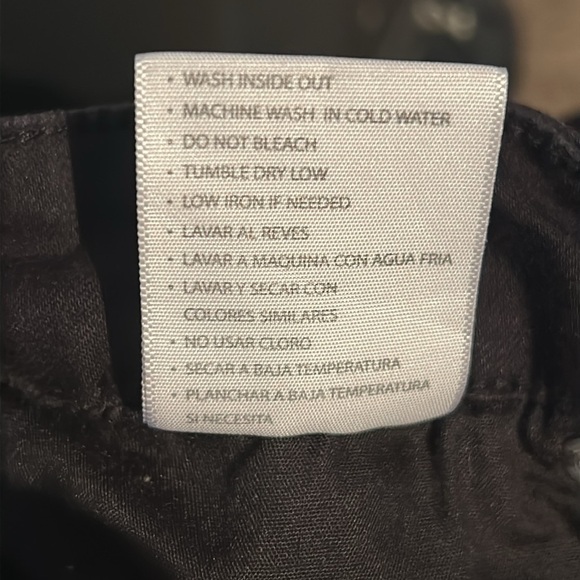 • WASH INSIDE OUT
• MACHINE WASH IN COLD WATER
• DO NOT BLEACH
• TUMBLE DRY LOW
• LOW IRON IF NEEDED
• LAVAR AL REVES
• LAVAR A MAQUINA CON AGUA FRIA
• LAVAR Y SECAR CON
COLORES SIMILARES
• NO USAR CLORO
• SECAR A BAJA TEMPERATURA
• PLANCHAR A BAJA TEMPERATURA
SI NECESITA